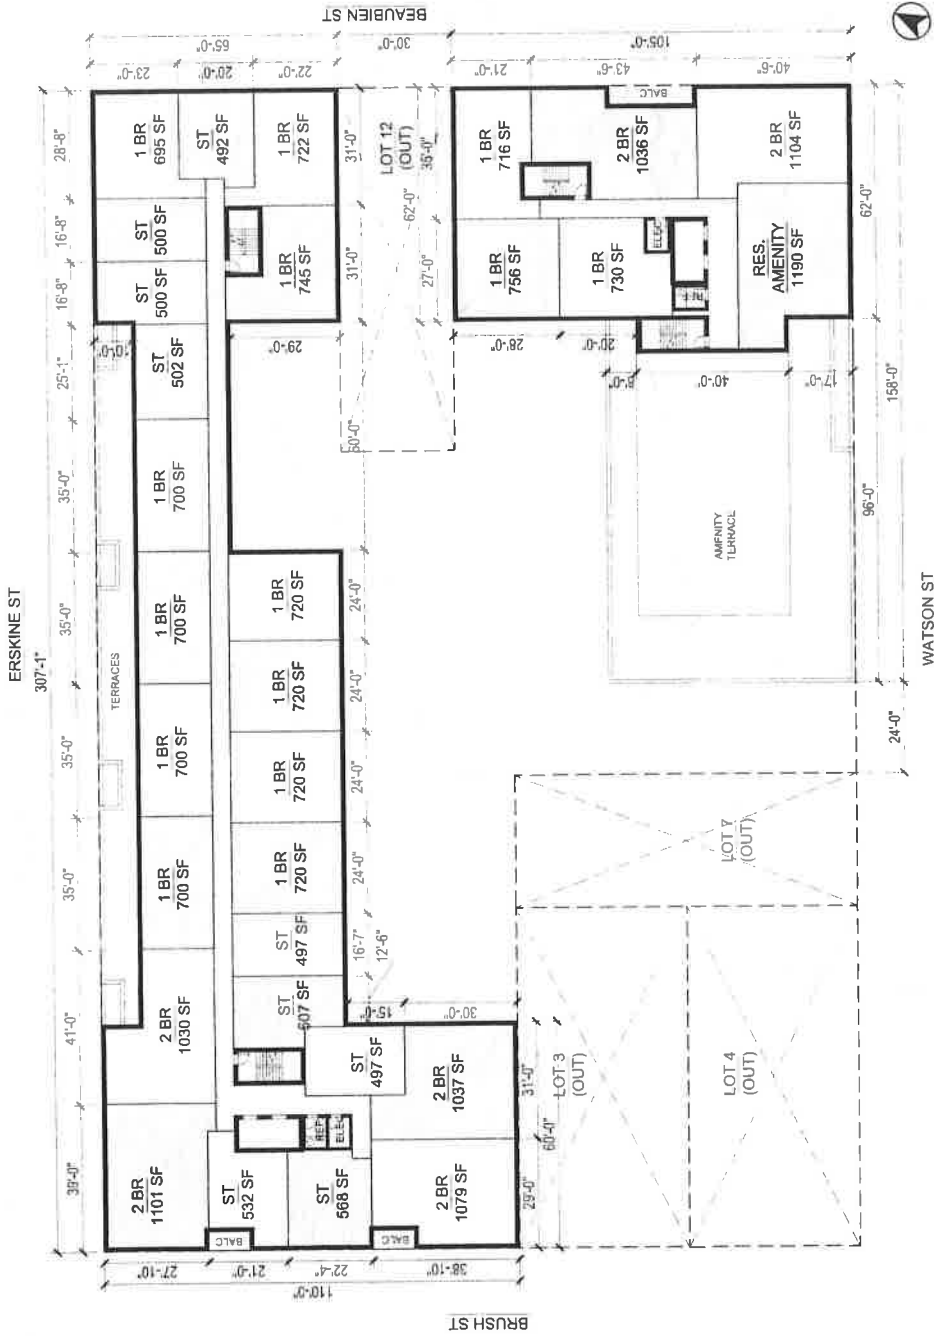 BEAUBIEN ST
65'-0"
30'-0"
105'-0"
23'-0"
20'-0"
22'-0"
21'-0"
43'-6"
40'-6"
ERSKINE ST
307'-1"
28'-8"
16'-8"
16'-8"
25'-1"
35'-0"
35'-0"
35'-0"
35'-0"
41'-0"
39'-0"
1 BR
695 SF
ST
492 SF
1 BR
722 SF
ST
500 SF
ST
500 SF
1 BR
745 SF
31'-0"
31'-0"
LOT 12
(OUT)
35'-0"
62'-0"
27'-0"
1 BR
716 SF
BALC
2 BR
1036 SF
2 BR
1104 SF
1 BR
756 SF
1 BR
730 SF
ELEC
REF
RES.
AMENITY
1190 SF
62'-0"
10'-0"
29'-0"
28'-0"
20'-0"
8'-0"
40'-0"
17'-0"
158'-0"
96'-0"
24'-0"
60'-0"
ST
502 SF
1 BR
700 SF
1 BR
700 SF
1 BR
700 SF
1 BR
700 SF
TERRACES
AMENITY
TERRACE
WATSON ST
1 BR
720 SF
1 BR
720 SF
1 BR
720 SF
1 BR
720 SF
24'-0"
24'-0"
24'-0"
24'-0"
16'-7"
12'-6"
ST
497 SF
ST
607 SF
15'-0"
30'-0"
2 BR
1030 SF
ST
497 SF
2 BR
1037 SF
REF
ELEC
2 BR
1101 SF
ST
532 SF
ST
568 SF
2 BR
1079 SF
BALC
BALC
31'-0"
60'-0"
29'-0"
LOT 7
(OUT)
LOT 3
(OUT)
LOT 4
(OUT)
27'-10"
21'-0"
22'-4"
38'-10"
110'-0"
BRUSH ST